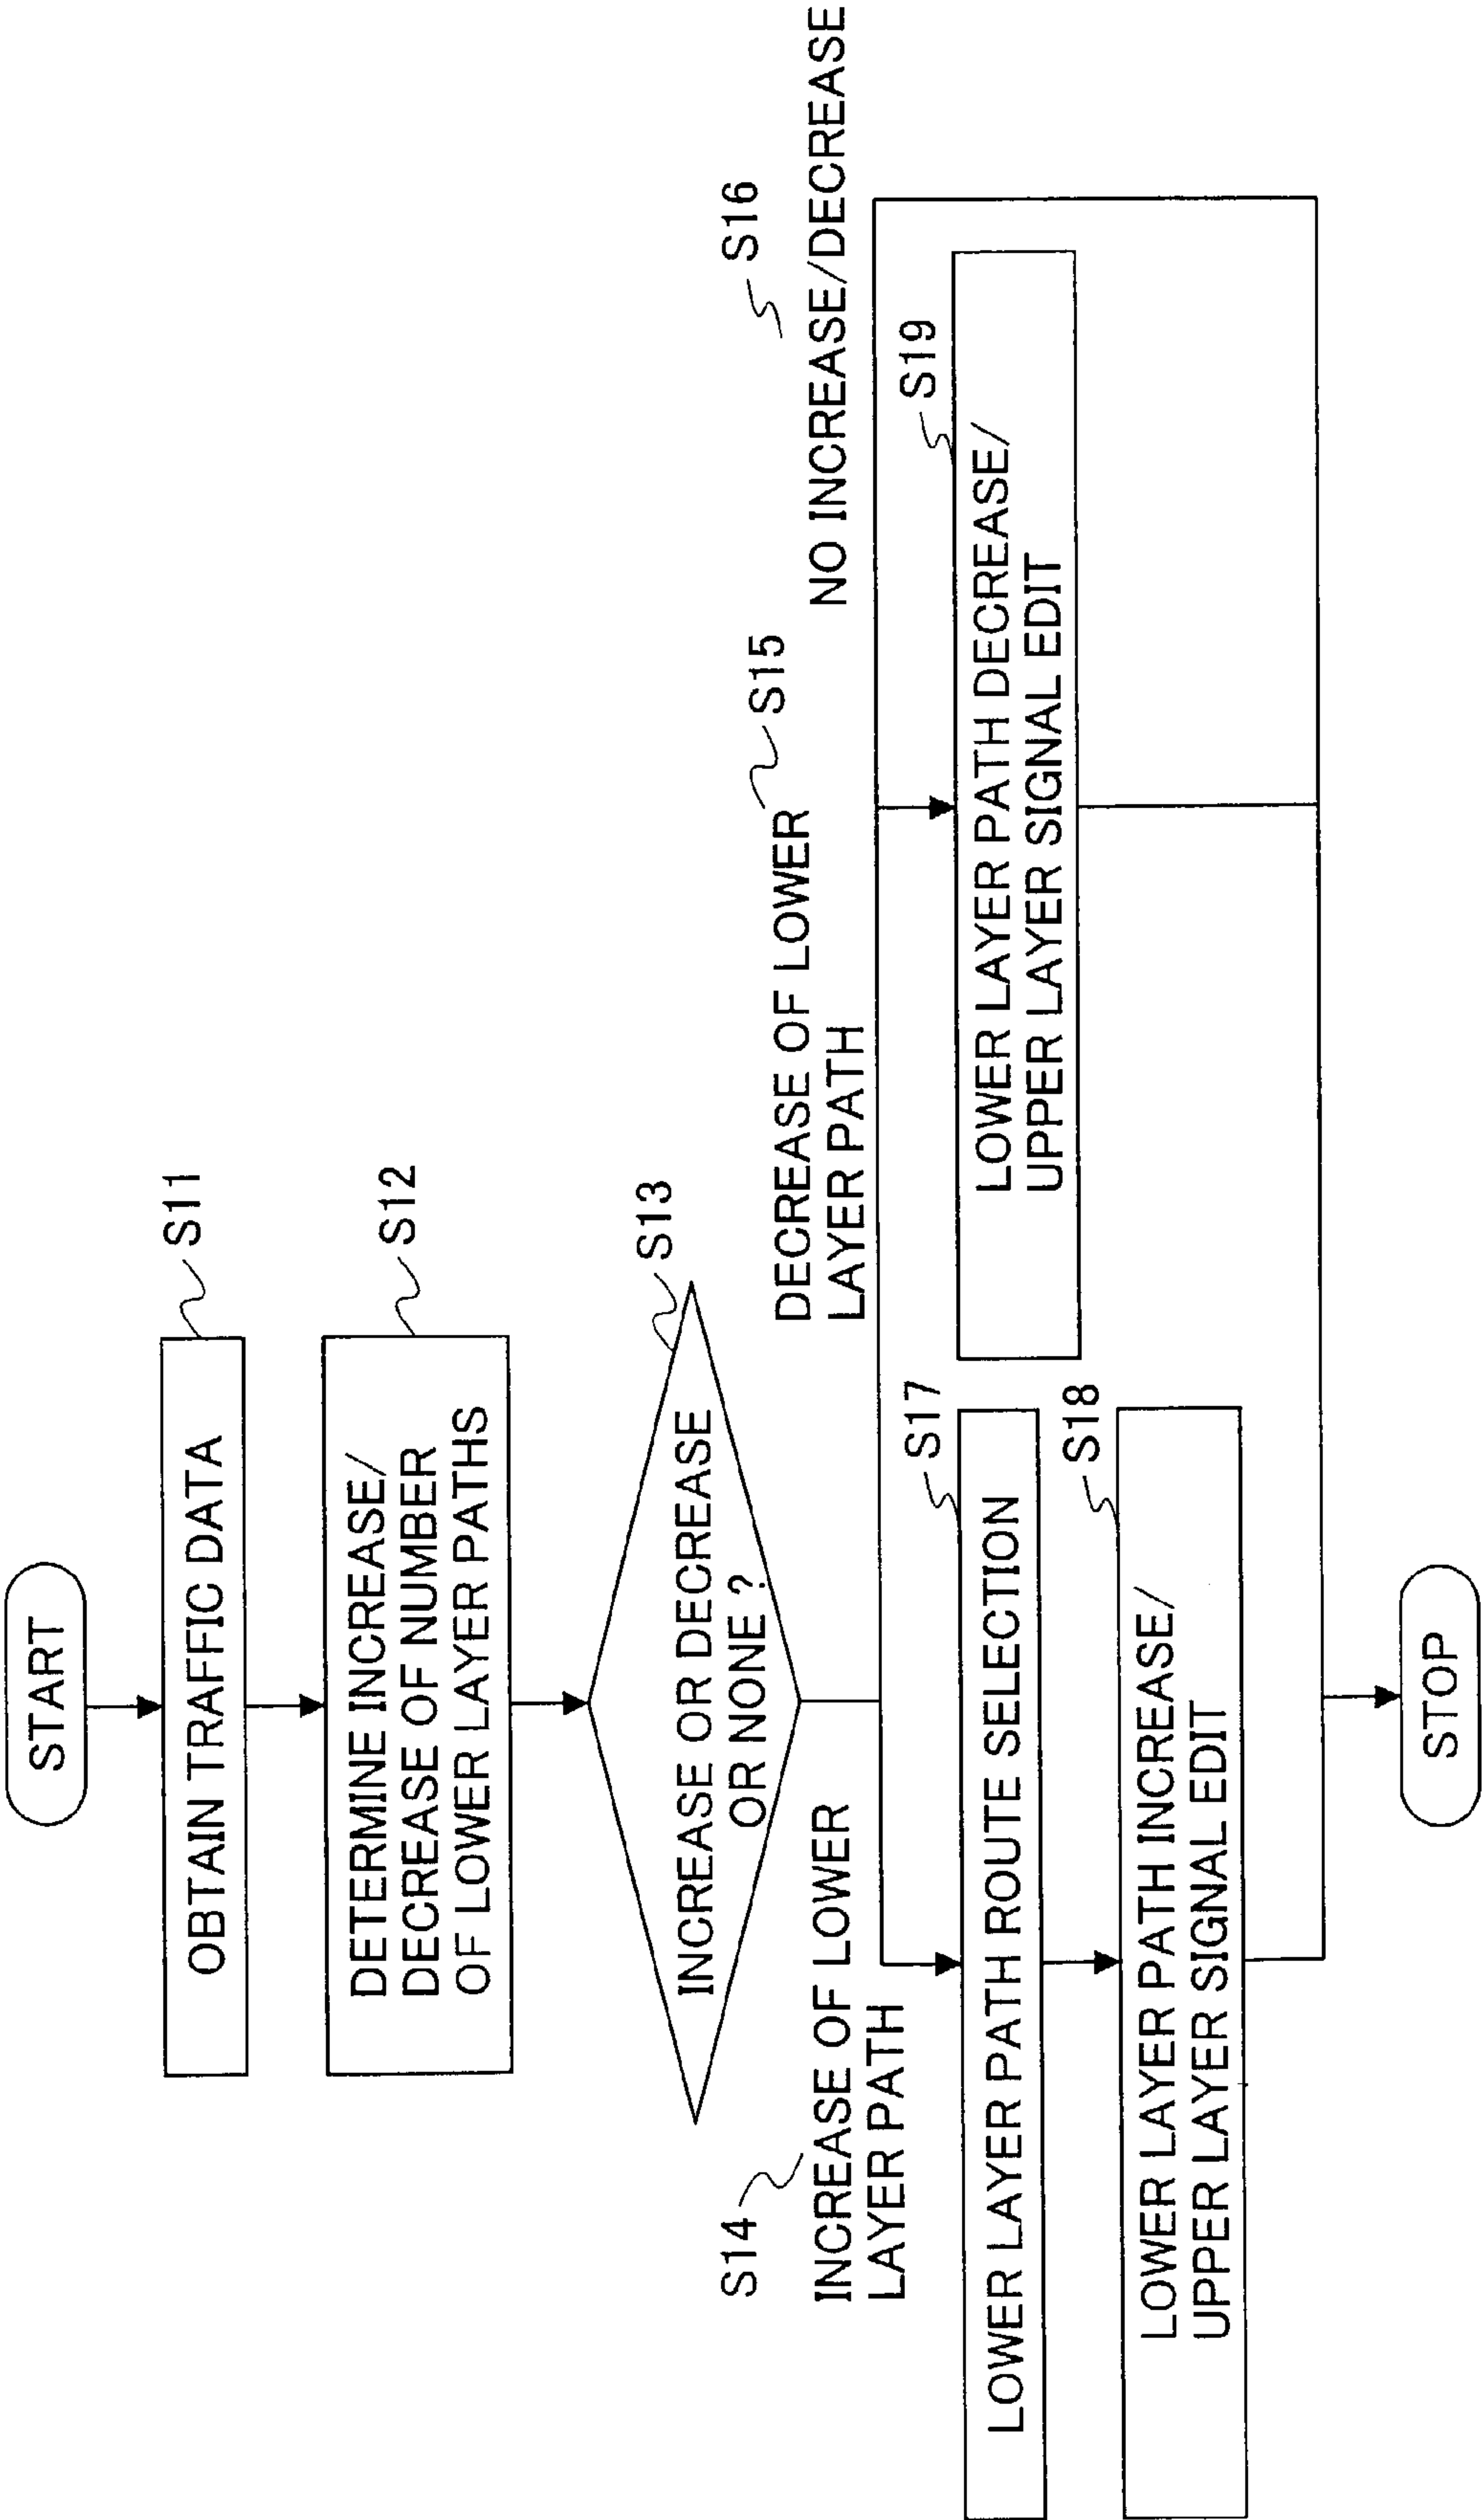 START
S11
OBTAIN TRAFFIC DATA
S12
DETERMINE INCREASE/
DECREASE OF NUMBER
OF LOWER LAYER PATHS
S13
INCREASE OR DECREASE
OR NONE ?
S14
INCREASE OF LOWER
LAYER PATH
S15
DECREASE OF LOWER
LAYER PATH
S16
NO INCREASE/DECREASE
S17
LOWER LAYER PATH ROUTE SELECTION
S18
LOWER LAYER PATH INCREASE/
UPPER LAYER SIGNAL EDIT
S19
LOWER LAYER PATH DECREASE/
UPPER LAYER SIGNAL EDIT
STOP